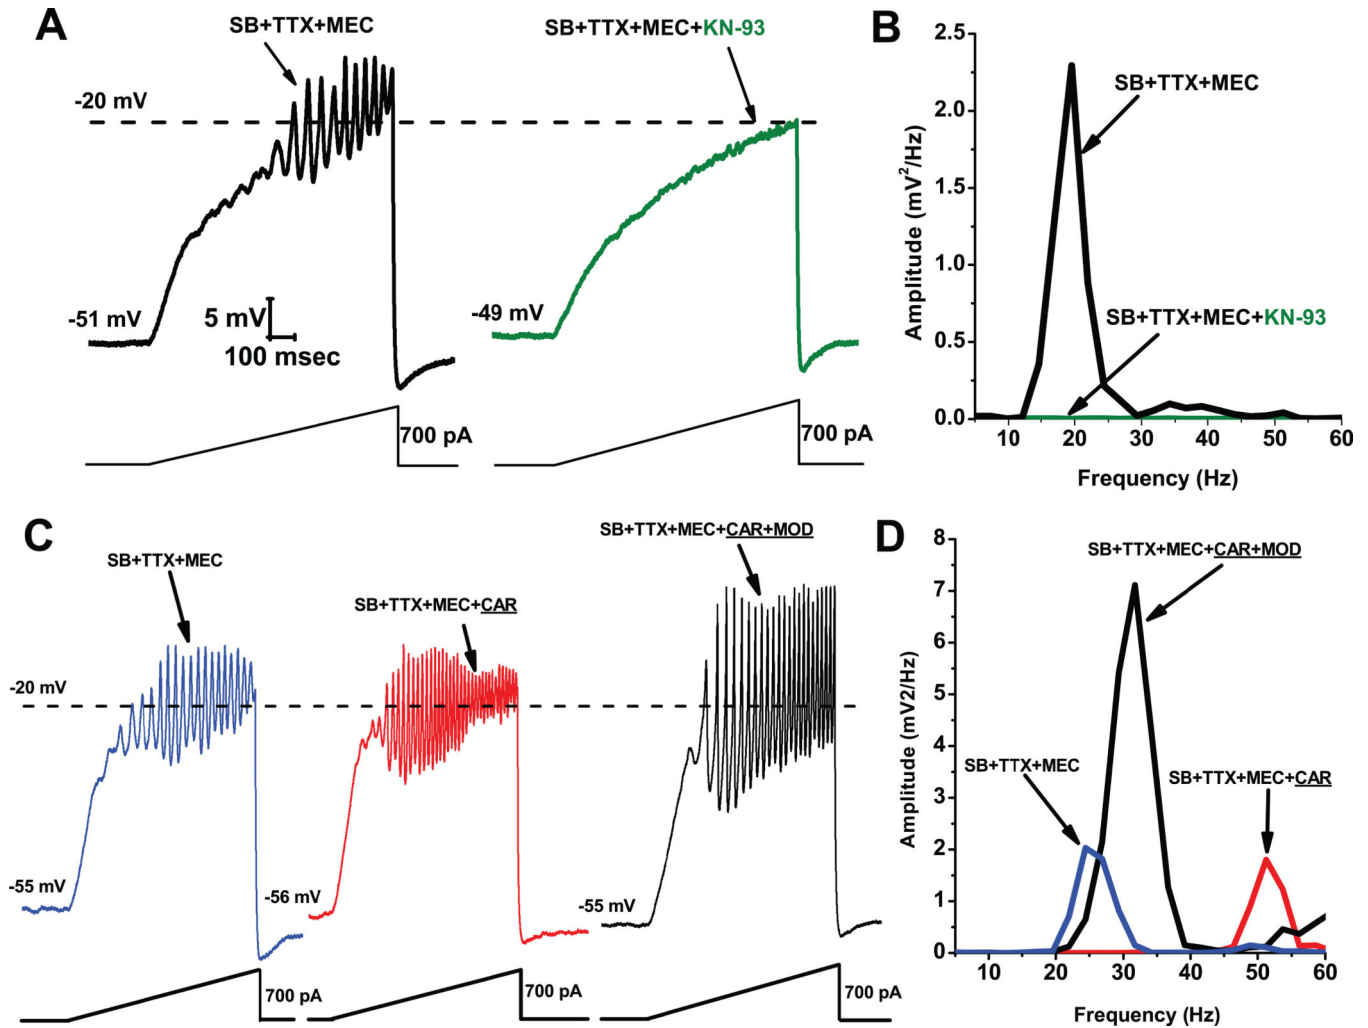 A
SB+TTX+MEC
SB+TTX+MEC+KN-93
-20 mV
-51 mV
5 mV
100 msec
-49 mV
700 pA
700 pA
B
2.5
2.0
1.5
1.0
0.5
0.0
Amplitude (mV²/Hz)
SB+TTX+MEC
SB+TTX+MEC+KN-93
10 20 30 40 50 60
Frequency (Hz)
C
SB+TTX+MEC
SB+TTX+MEC+CAR
SB+TTX+MEC+CAR+MOD
-20 mV
-55 mV
-56 mV
-55 mV
700 pA
700 pA
700 pA
D
8
7
6
5
4
3
2
1
0
Amplitude (mV2/Hz)
SB+TTX+MEC+CAR+MOD
SB+TTX+MEC
SB+TTX+MEC+CAR
10 20 30 40 50 60
Frequency (Hz)